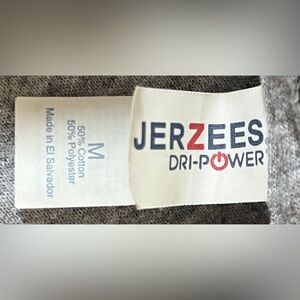 JERZEES
DRI-POWER
M
50% Cotton
50% Polyester
Made in El Salvador